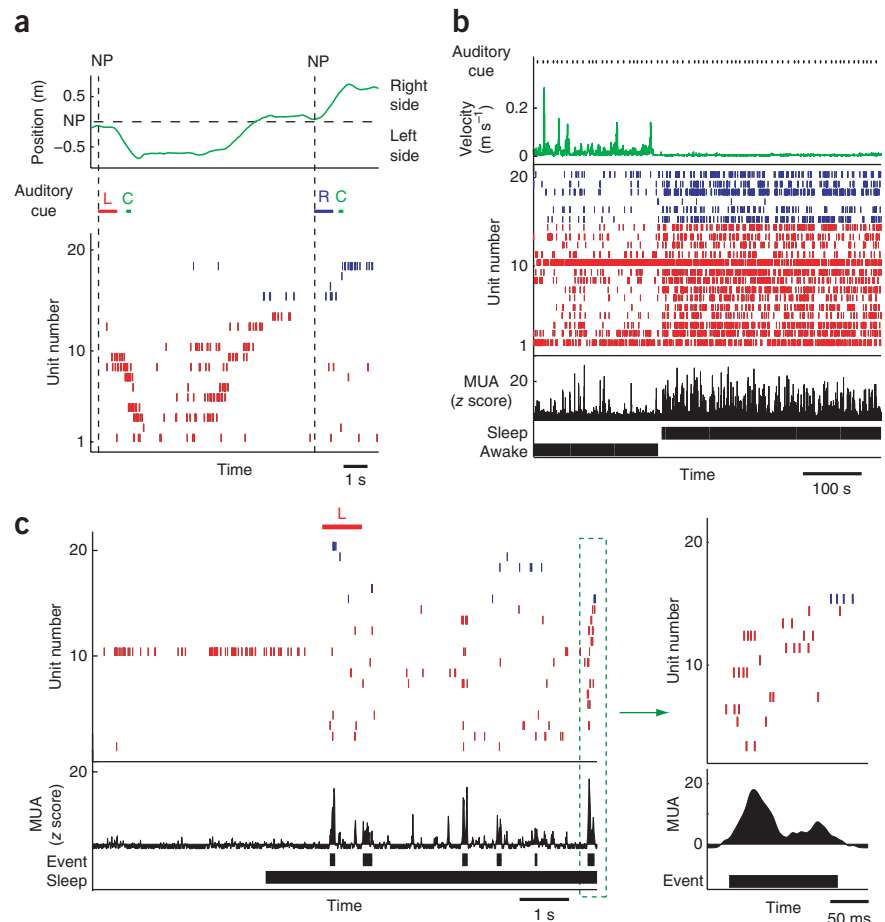 a
NP NP
Position (m)
0.5
NP
−0.5
Right side
Left side
Auditory cue
L C R C
Unit number
20
10
1
Time
1 s
b
Auditory cue
Velocity (m s−1)
0.2
0
Unit number
20
10
1
MUA (z score)
20
Sleep
Awake
Time
100 s
c
L
Unit number
20
10
MUA (z score)
20
0
Event
Sleep
Time
1 s
Unit number
20
10
MUA
20
0
Event
Time
50 ms